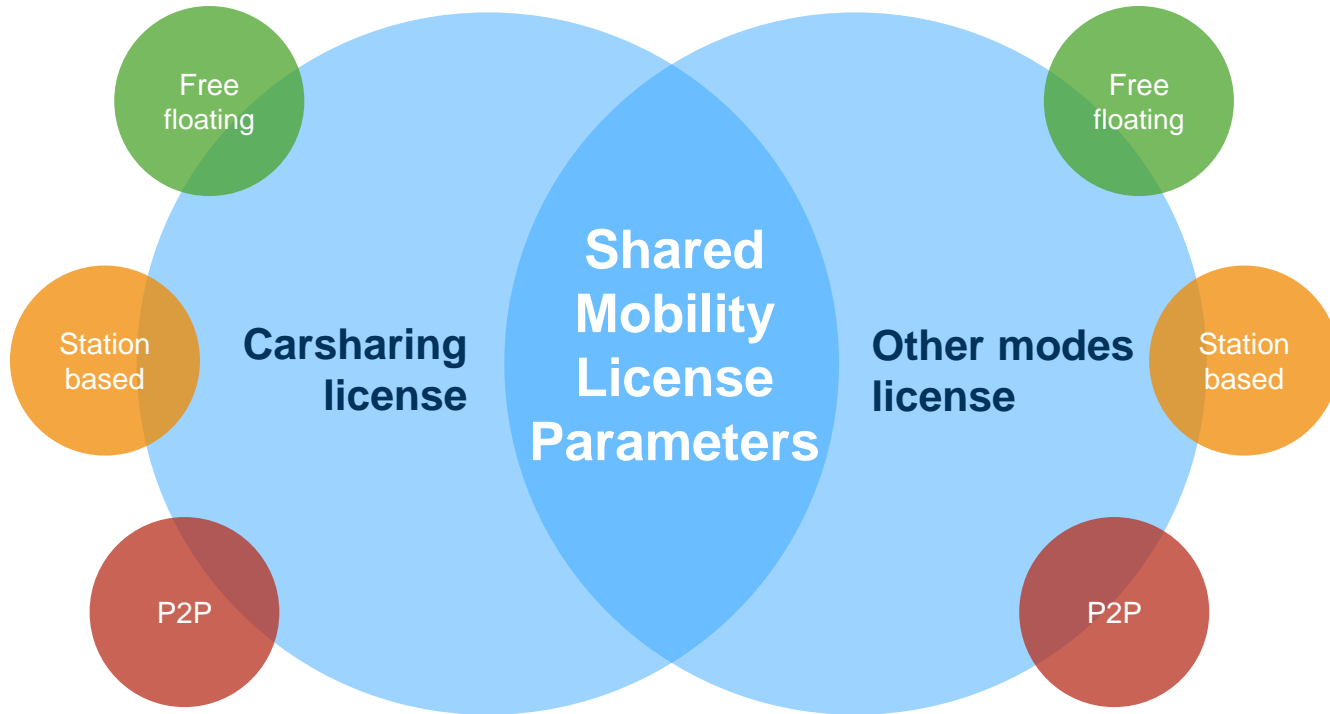 Free
floating
Station
based
P2P
Carsharing
license
Shared
Mobility
License
Parameters
Other modes
license
Free
floating
Station
based
P2P